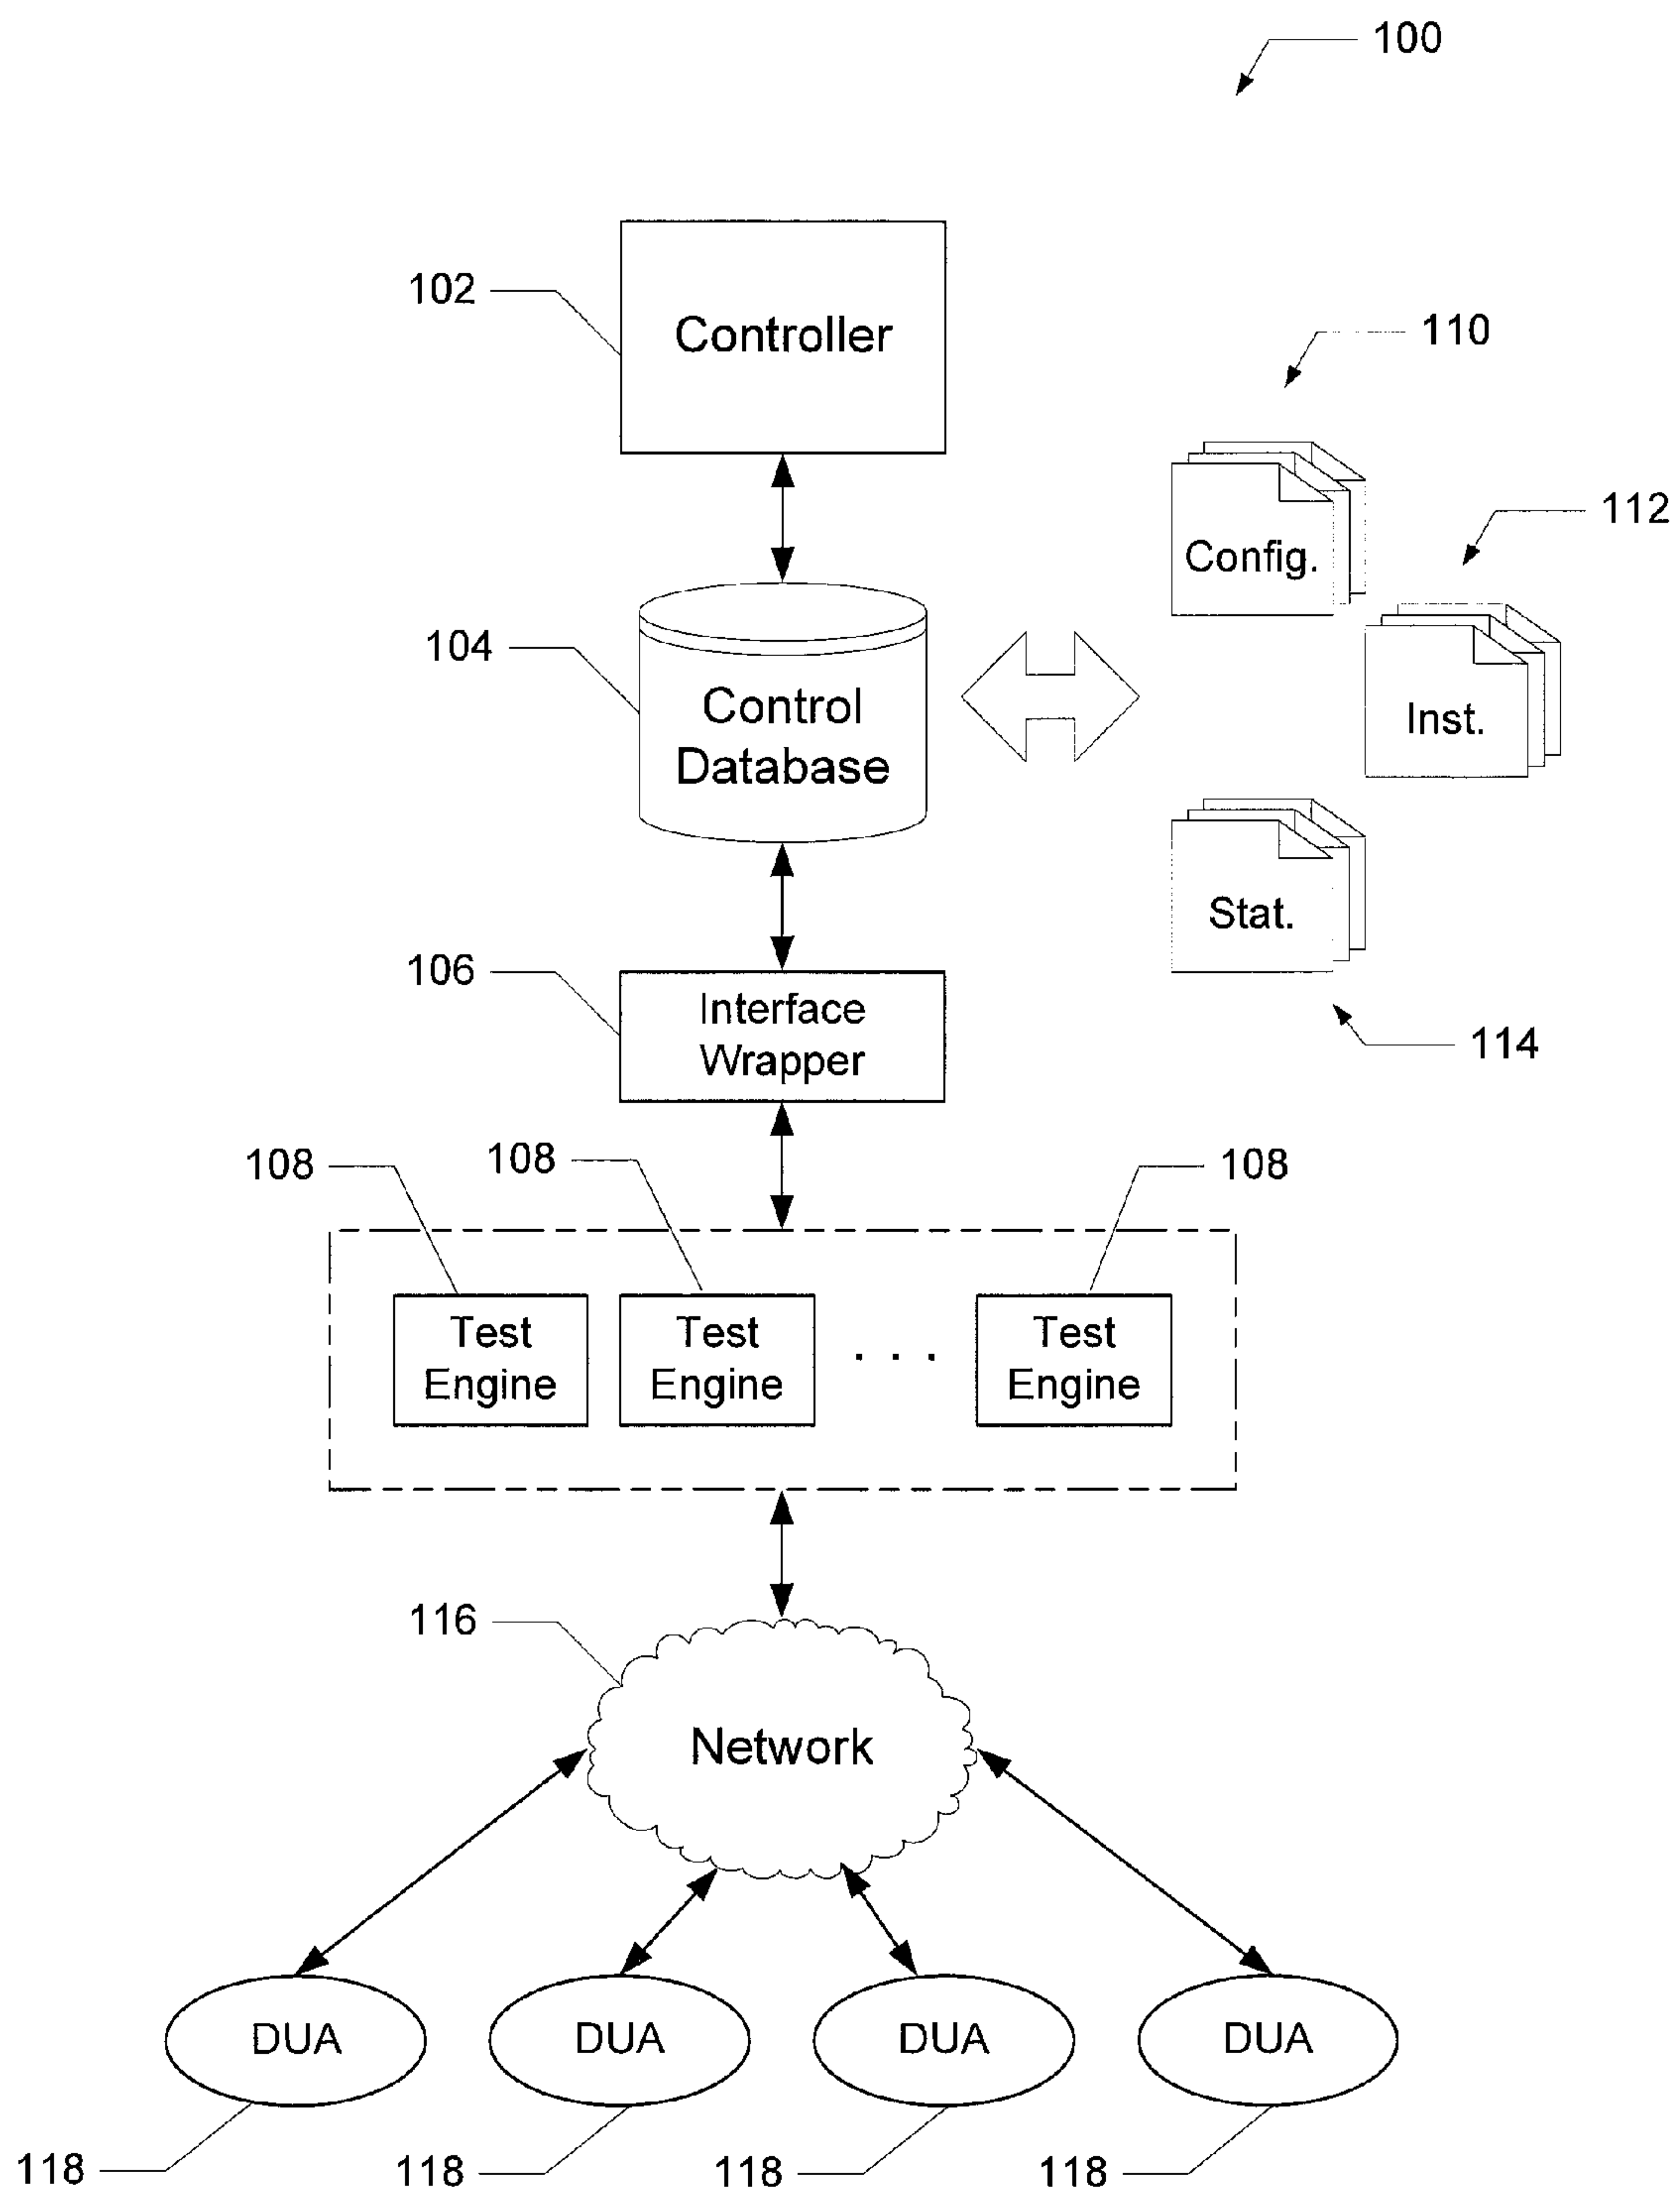 100
102
Controller
110
Config.
112
104
Control
Database
Inst.
Stat.
106
Interface
Wrapper
114
108
108
108
Test
Engine
Test
Engine
. . .
Test
Engine
116
Network
DUA
DUA
DUA
DUA
118
118
118
118